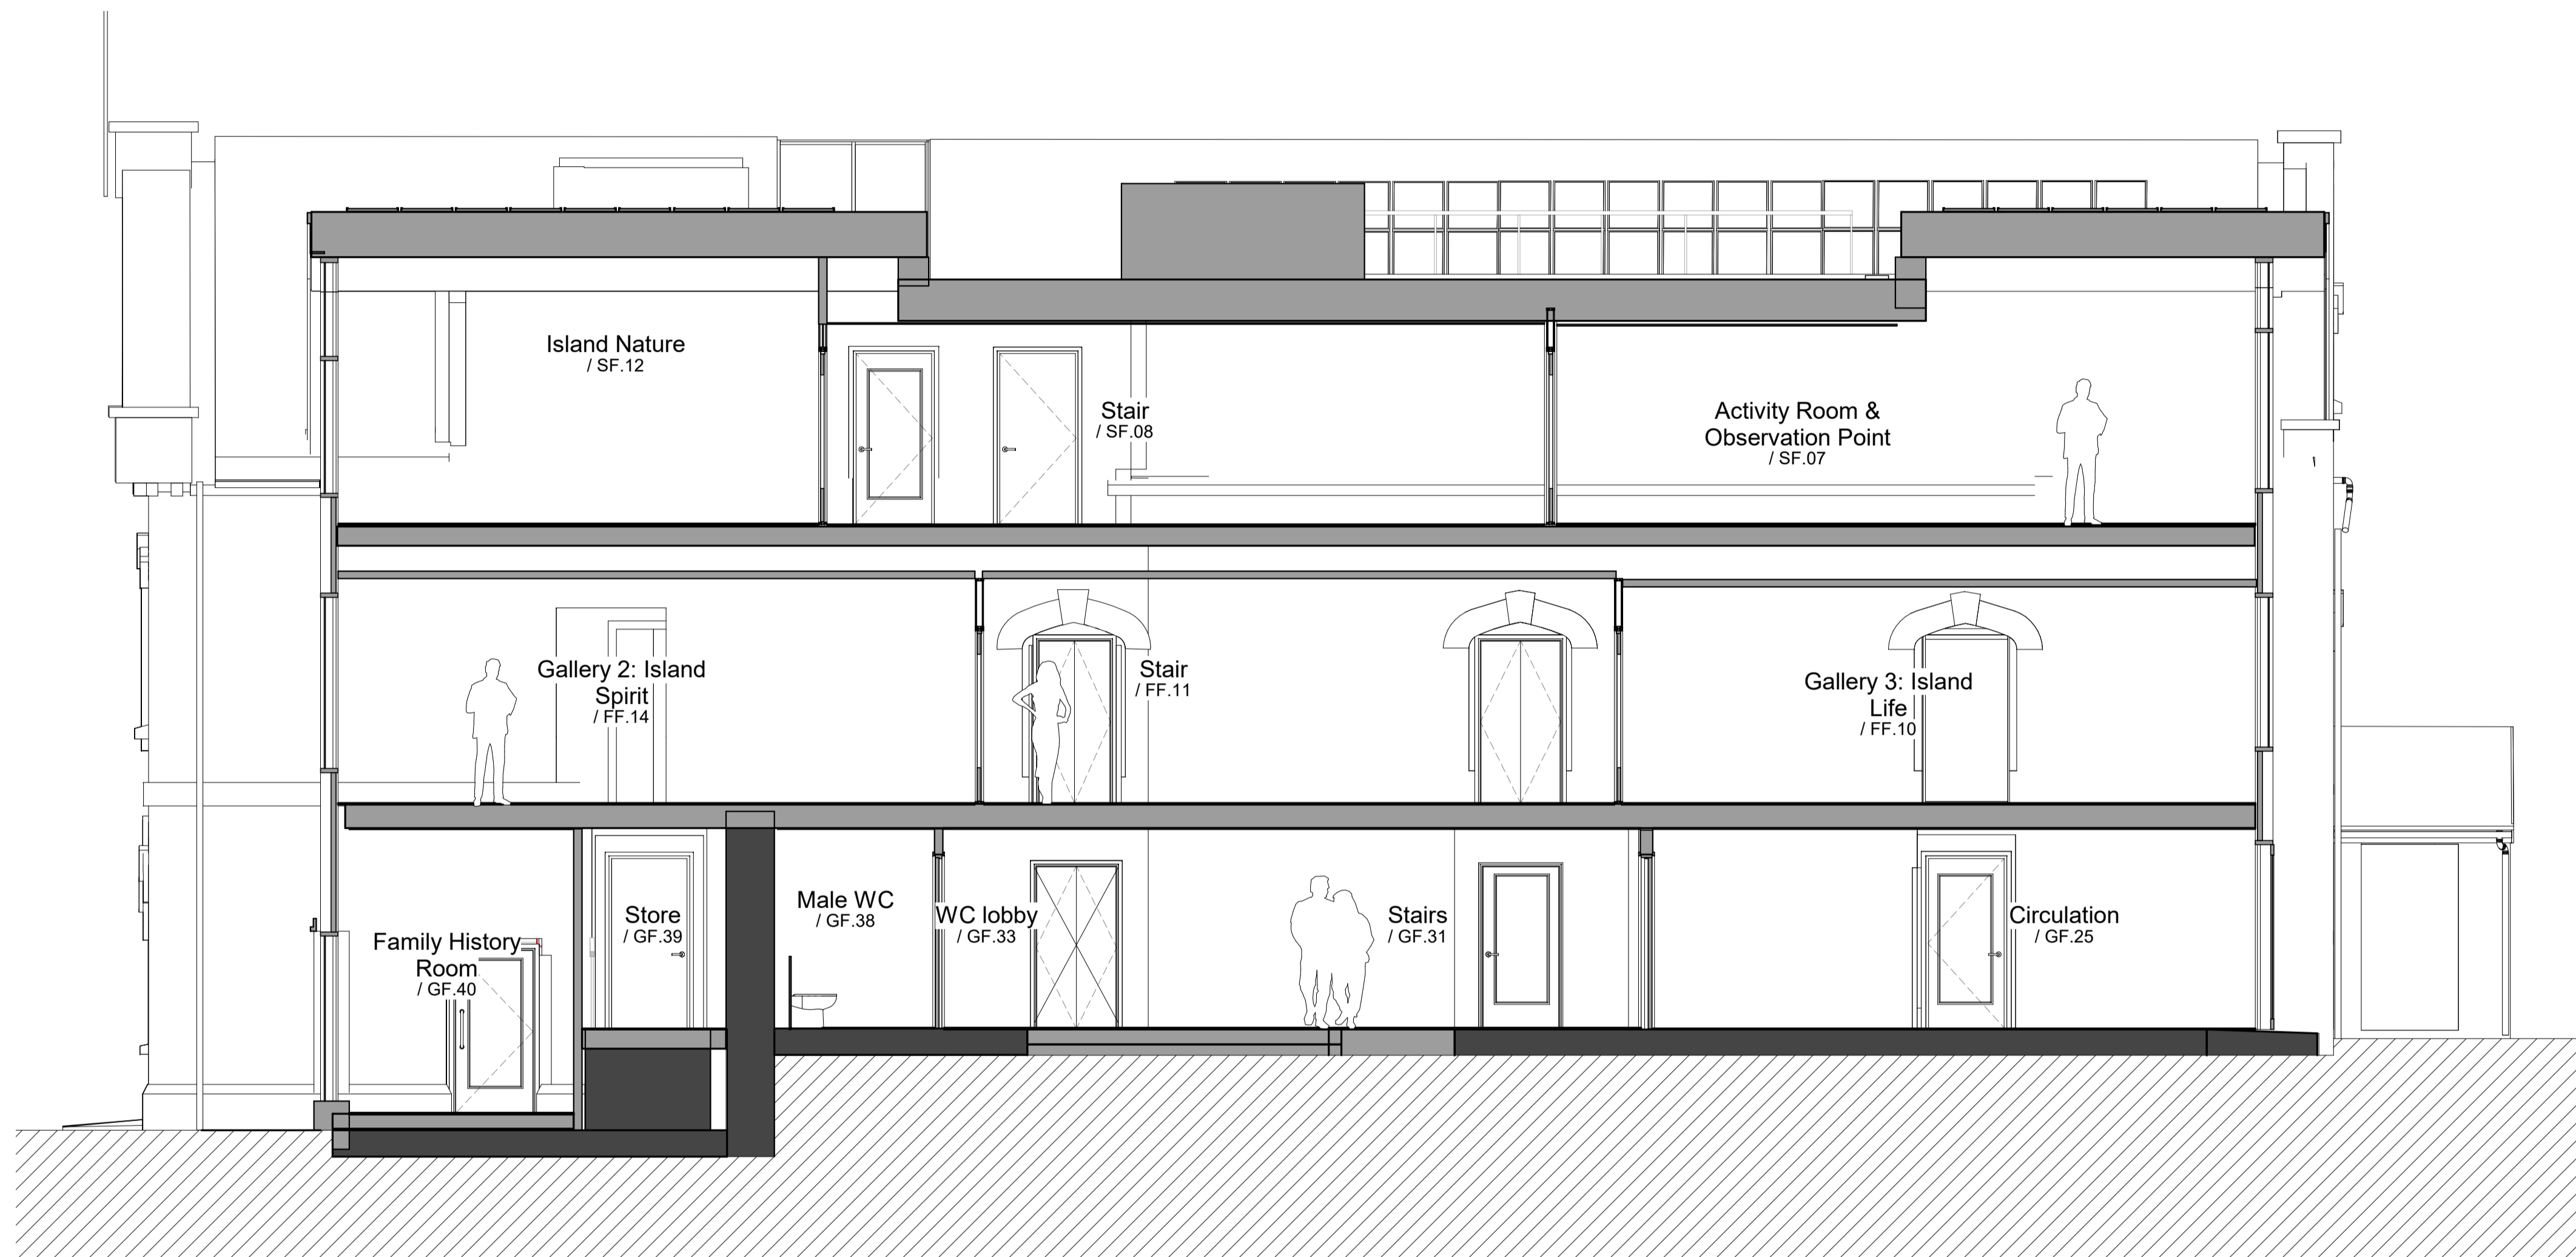 Island Nature
/ SF.12
Stair
/ SF.08
Activity Room &
Observation Point
/ SF.07
Gallery 2: Island
Spirit
/ FF.14
Stair
/ FF.11
Gallery 3: Island
Life
/ FF.10
Family History
Room
/ GF.40
Store
/ GF.39
Male WC
/ GF.38
WC lobby
/ GF.33
Stairs
/ GF.31
Circulation
/ GF.25